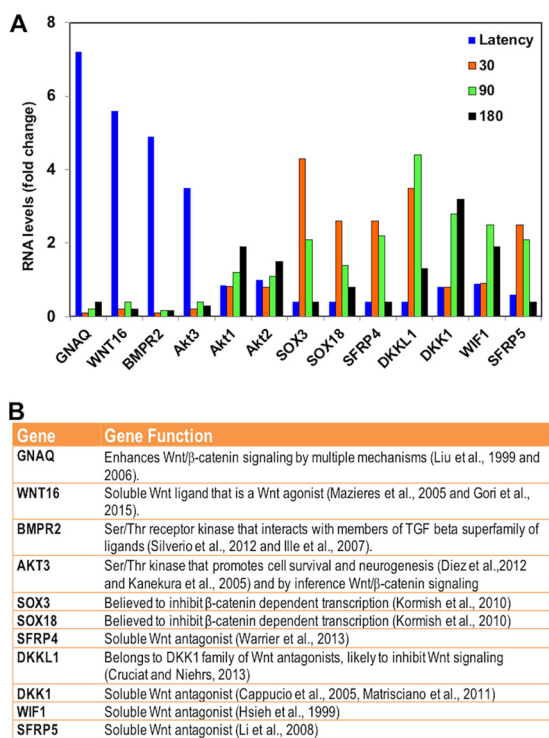 A
8
6
4
2
0
RNA levels (fold change)
Latency
30
90
180
GNAQ
WNT16
BMPR2
Akt3
Akt1
Akt2
SOX3
SOX18
SFRP4
DKKL1
DKK1
WIF1
SFRP5
B
Gene Gene Function
GNAQ Enhances Wnt/β-catenin signaling by multiple mechanisms (Liu et al., 1999 and
2006).
WNT16 Soluble Wnt ligand that is a Wnt agonist (Mazieres et al., 2005 and Gori et al.,
2015).
BMPR2 Ser/Thr receptor kinase that interacts with members of TGF beta superfamily of
ligands (Silverio et al., 2012 and Ille et al., 2007).
AKT3 Ser/Thr kinase that promotes cell survival and neurogenesis (Diez et al.,2012
and Kanekura et al., 2005) and by inference Wnt/β-catenin signaling
SOX3 Believed to inhibit β-catenin dependent transcription (Kormish et al., 2010)
SOX18 Believed to inhibit β-catenin dependent transcription (Kormish et al., 2010)
SFRP4 Soluble Wnt antagonist (Warrier et al., 2013)
DKKL1 Belongs to DKK1 family of Wnt antagonists, likely to inhibit Wnt signaling
(Cruciat and Niehrs, 2013)
DKK1 Soluble Wnt antagonist (Cappucio et al., 2005, Matrisciano et al., 2011)
WIF1 Soluble Wnt antagonist (Hsieh et al., 1999)
SFRP5 Soluble Wnt antagonist (Li et al., 2008)